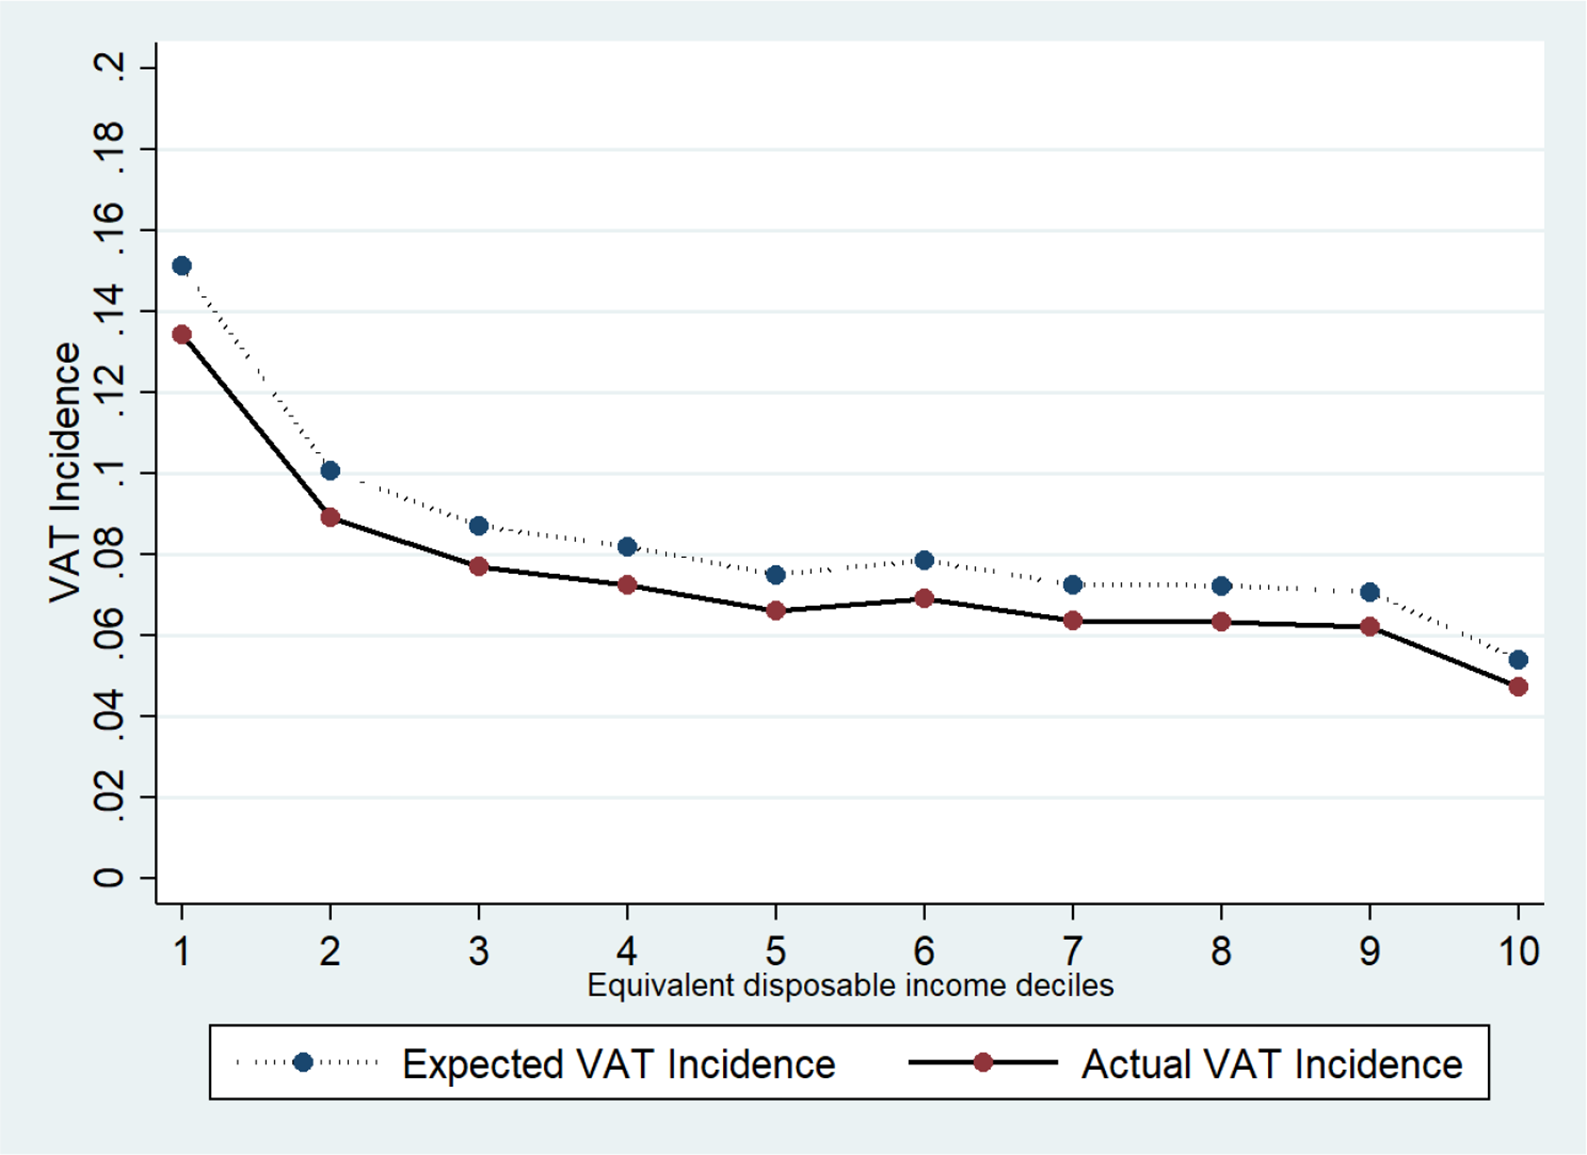 .2
.18
.16
.14
.12
.1
.08
.06
.04
.02
0
VAT Incidence
1 2 3 4 5 6 7 8 9 10
Equivalent disposable income deciles
Expected VAT Incidence Actual VAT Incidence